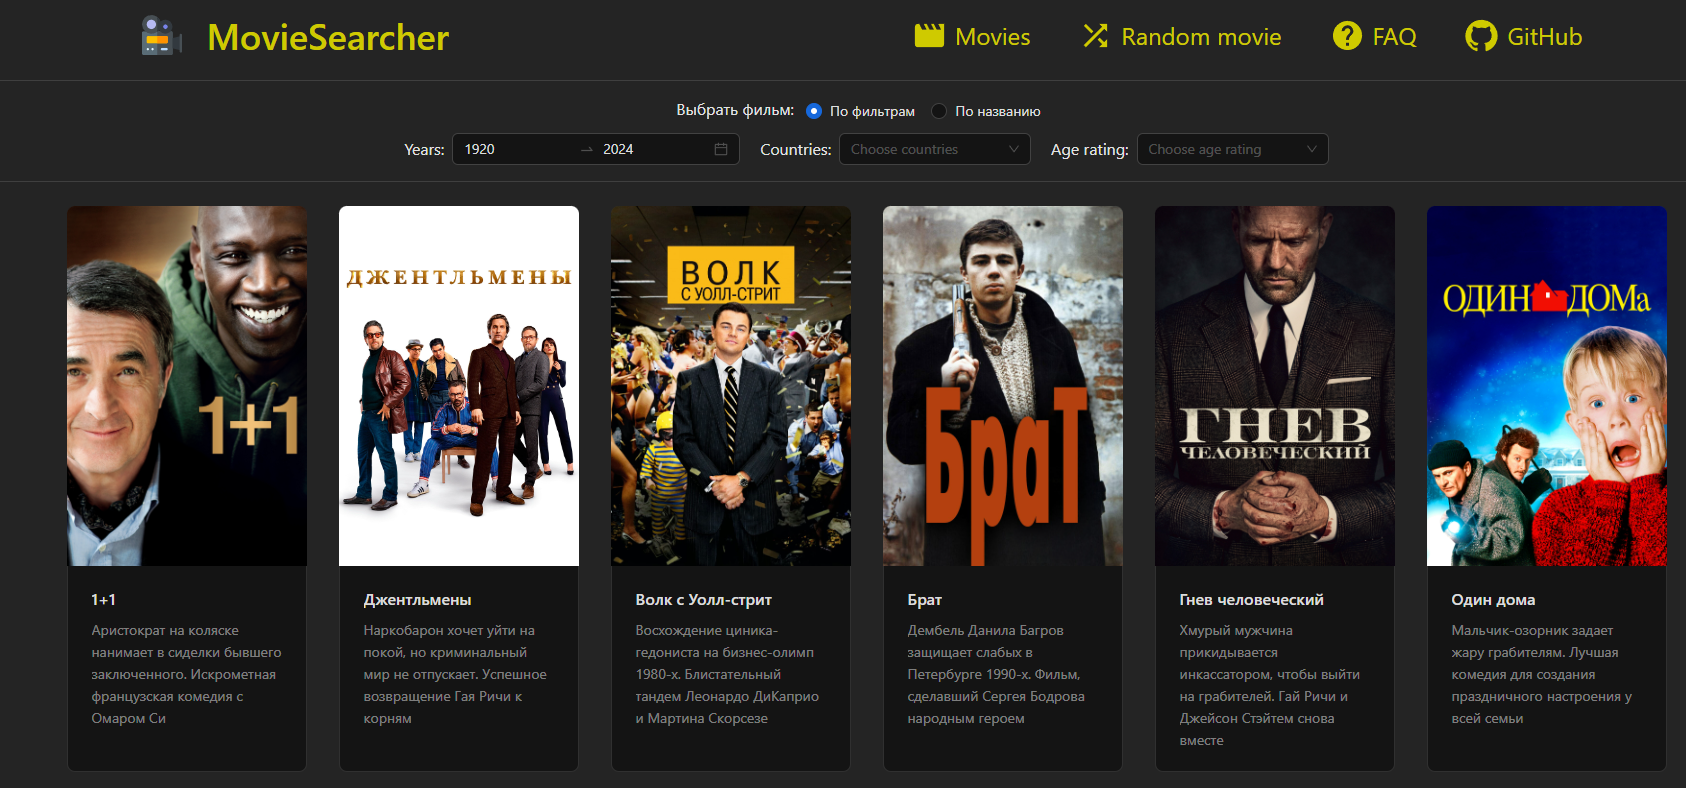 MovieSearcher
Movies
Random movie
FAQ
GitHub
Выбрать фильм:
По фильтрам
По названию
Years:
1920
2024
Countries:
Choose countries
Age rating:
Choose age rating
1+1
ДЖЕНТЛЬМЕНЫ
ВОЛК
С УОЛЛ-СТРИТ
БраТ
ГНЕВ
ЧЕЛОВЕЧЕСКИЙ
ОДИН ДОМа
1+1
Аристократ на коляске
нанимает в сиделки бывшего
заключенного. Искрометная
французская комедия с
Омаром Си
Джентльмены
Наркобарон хочет уйти на
покой, но криминальный
мир не отпускает. Успешное
возвращение Гая Ричи к
корням
Волк с Уолл-стрит
Восхождение циника-
гедониста на бизнес-олимп
1980-х. Блистательный
тандем Леонардо ДиКаприо
и Мартина Скорсезе
Брат
Дембель Данила Багров
защищает слабых в
Петербурге 1990-х. Фильм,
сделавший Сергея Бодрова
народным героем
Гнев человеческий
Хмурый мужчина
прикидывается
инкассатором, чтобы выйти
на грабителей. Гай Ричи и
Джейсон Стэйтем снова
вместе
Один дома
Мальчик-озорник задает
жару грабителям. Лучшая
комедия для создания
праздничного настроения у
всей семьи